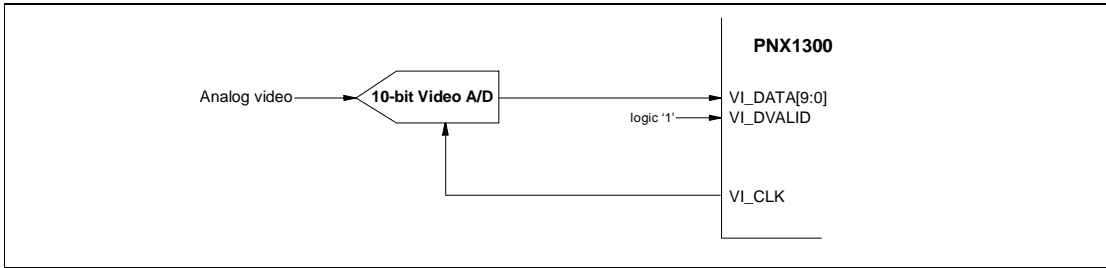 PNX1300
Analog video
10-bit Video A/D
VI_DATA[9:0]
logic ‘1’
VI_DVALID
VI_CLK